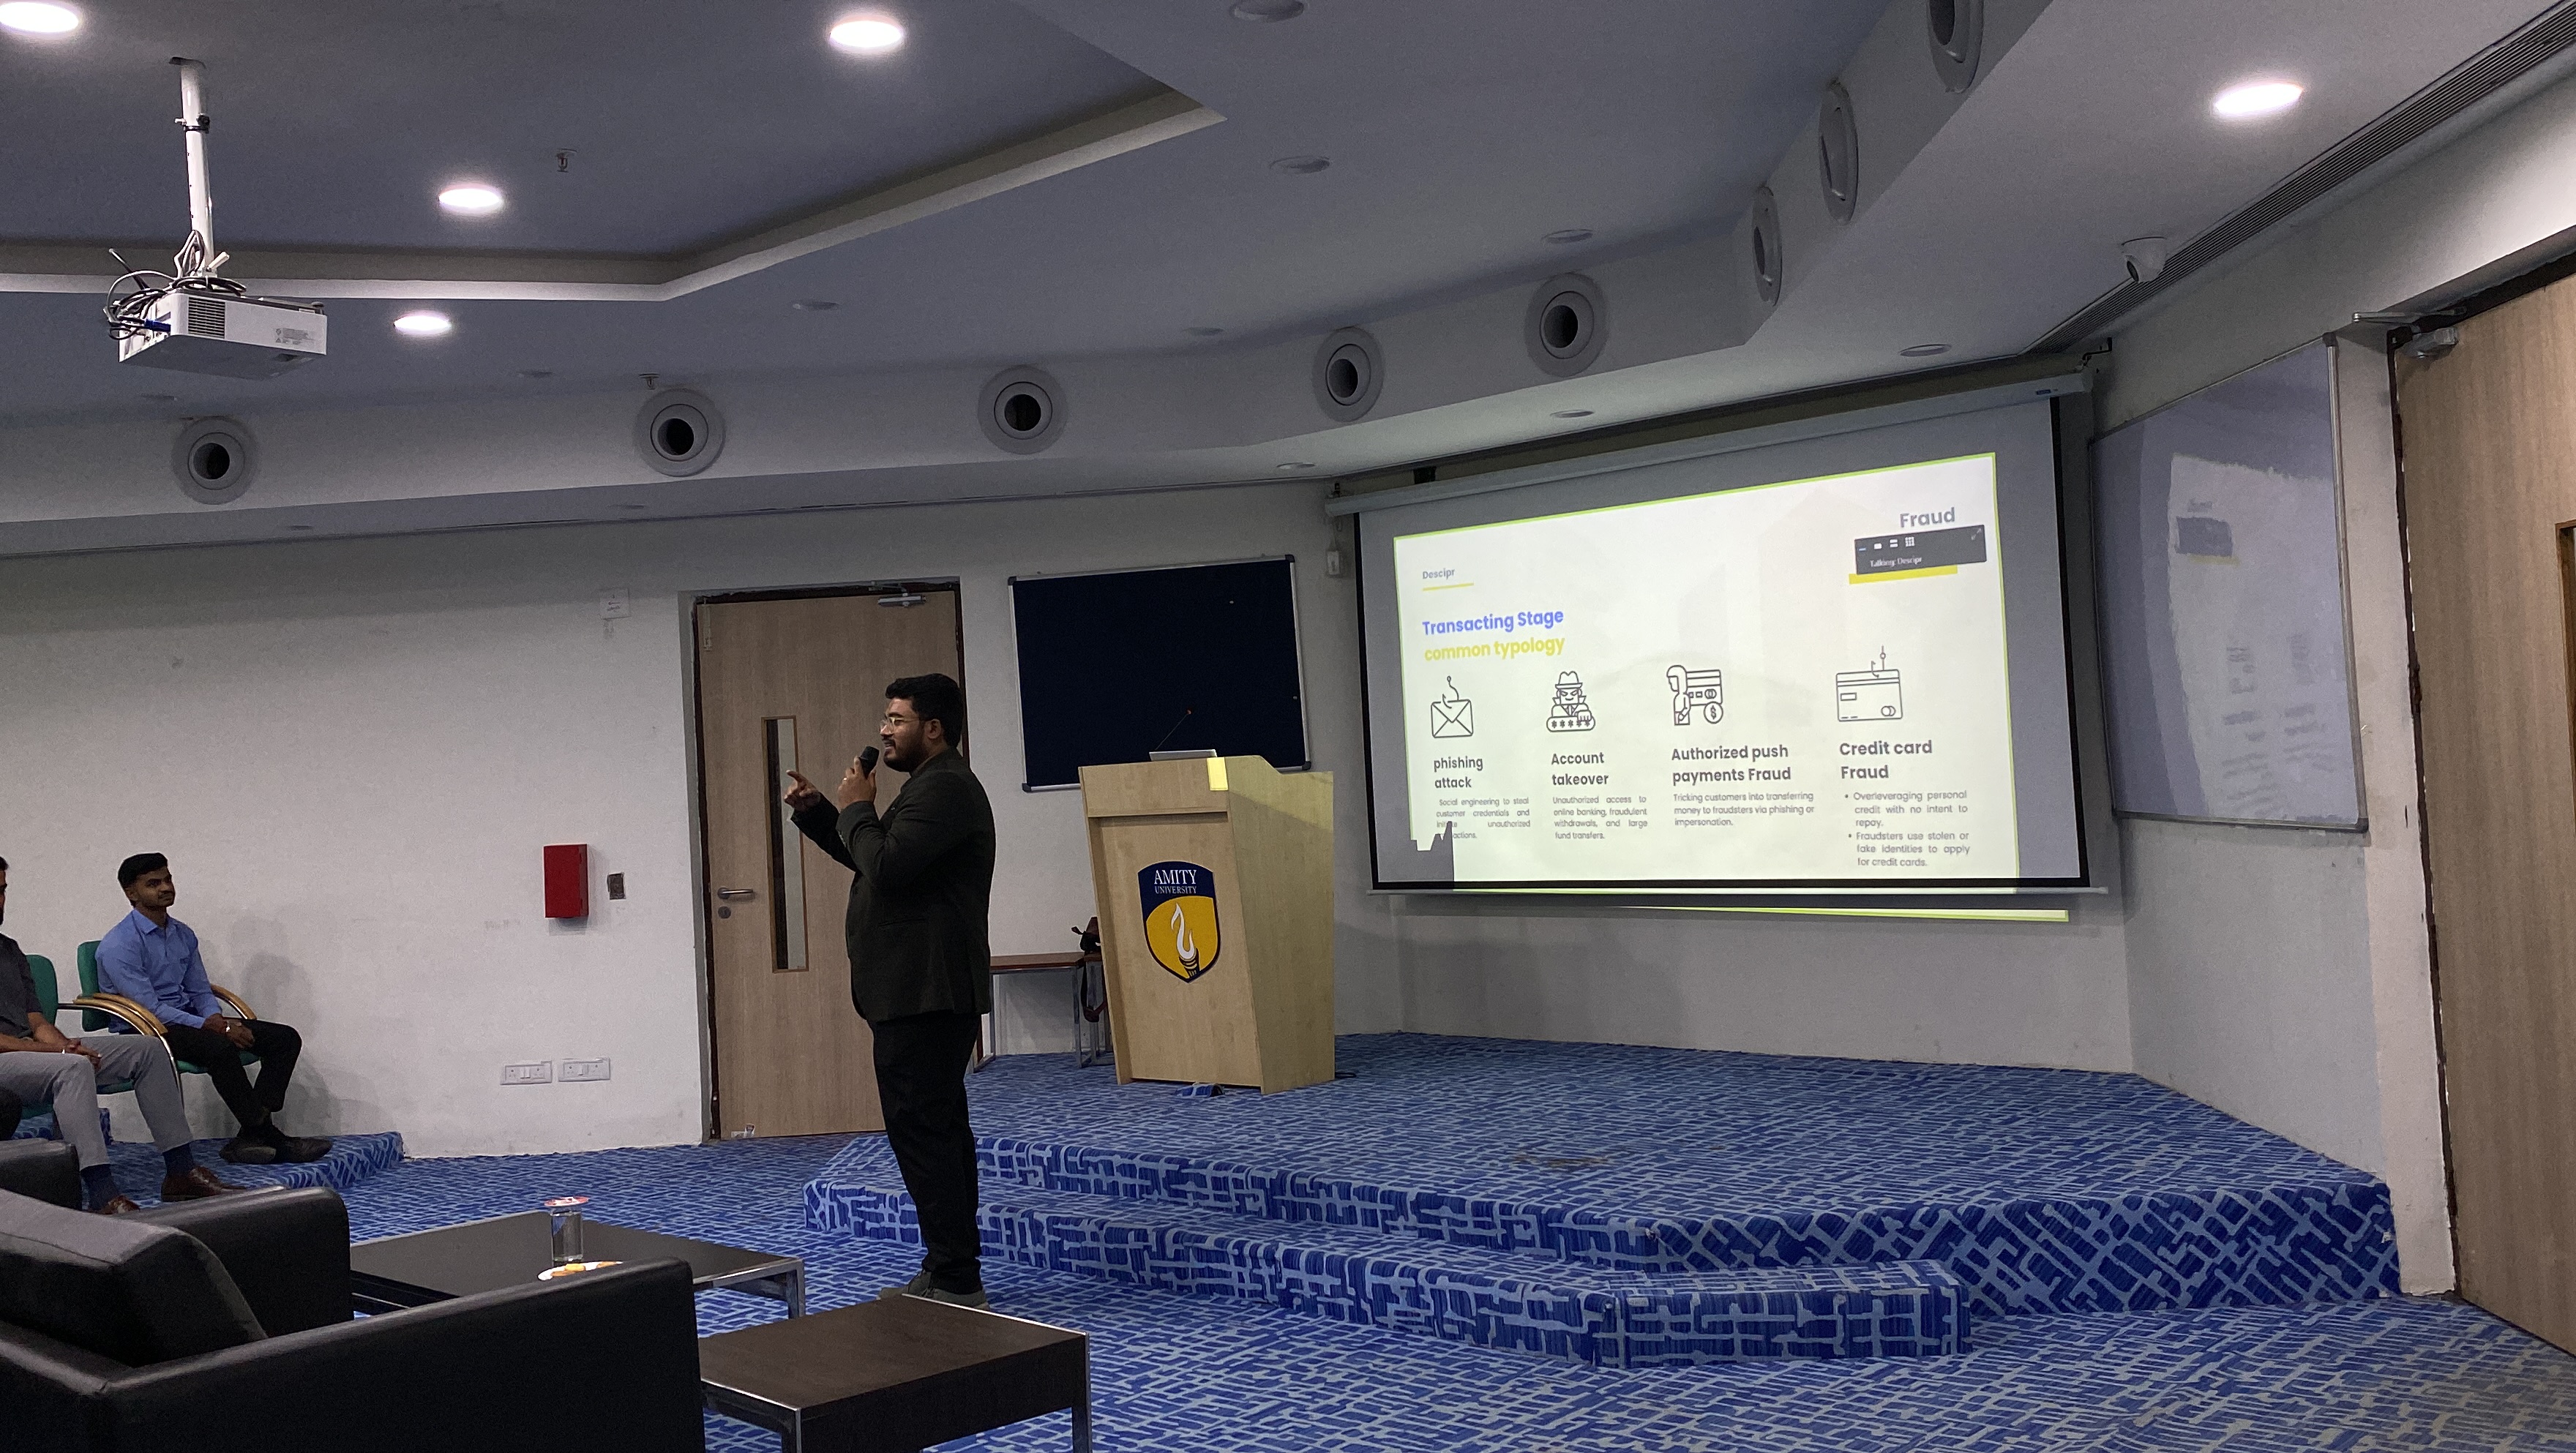 Fraud
Talking: Descipr
Descipr
Transacting Stage
common typology
phishing
attack
Social engineering to steal
customer credentials and
unauthorized
Account
takeover
Unauthorized access to
online banking, fraudulent
withdrawals, and large
fund transfers.
Authorized push
payments Fraud
Tricking customers into transferring
money to fraudsters via phishing or
impersonation.
Credit card
Fraud
• Overleveraging personal
credit with no intent to
repay.
• Fraudsters use stolen or
fake identities to apply
for credit cards.
AMITY
UNIVERSITY